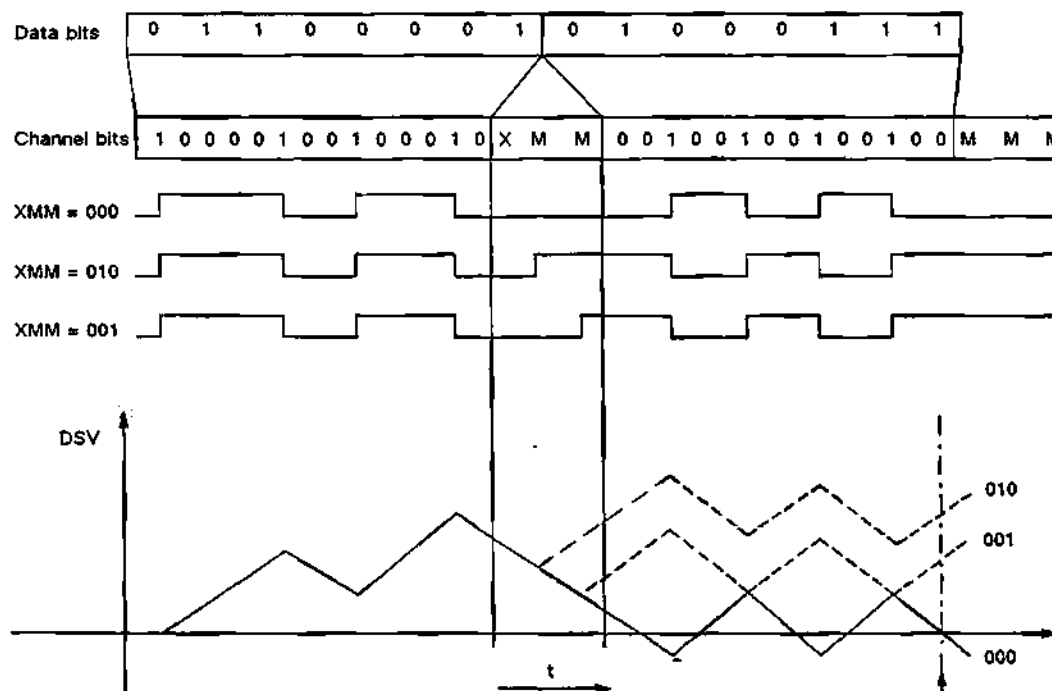 Data bits 0 1 1 0 0 0 0 1 0 1 0 0 0 1 1 1
Channel bits 1 0 0 0 0 1 0 0 1 0 0 0 1 0 X M M 0 0 1 0 0 1 0 0 1 0 0 1 0 0 M M M
XMM = 000
XMM = 010
XMM = 001
DSV
010
001
000
t